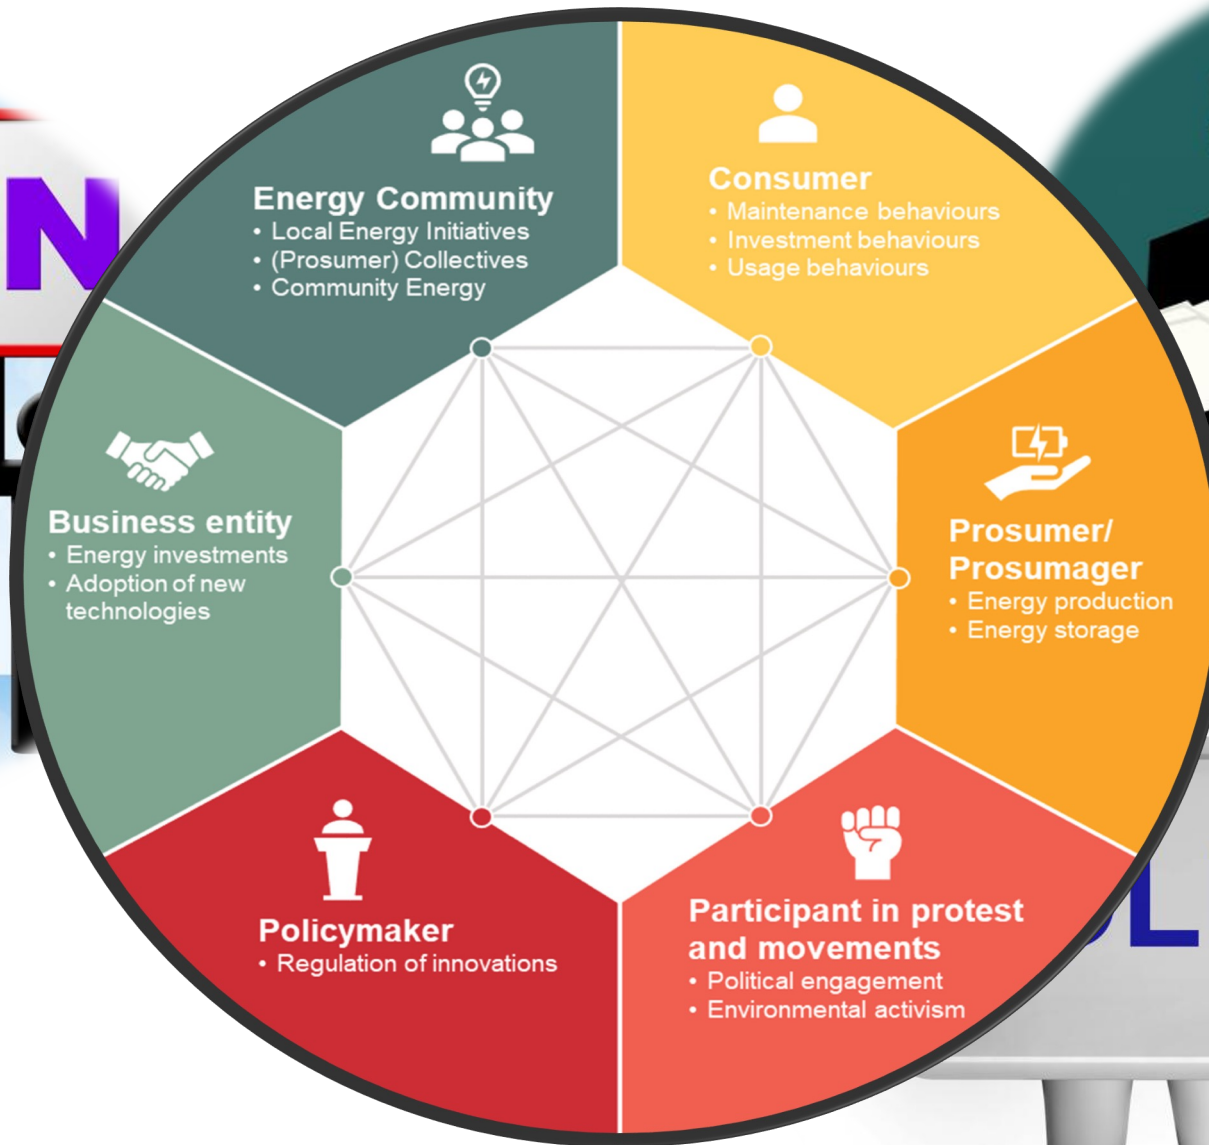 N
Energy Community
• Local Energy Initiatives
• (Prosumer) Collectives
• Community Energy
Consumer
• Maintenance behaviours
• Investment behaviours
• Usage behaviours
Business entity
• Energy investments
• Adoption of new
technologies
Prosumer/
Prosumager
• Energy production
• Energy storage
Policymaker
• Regulation of innovations
Participant in protest
and movements
• Political engagement
• Environmental activism
L